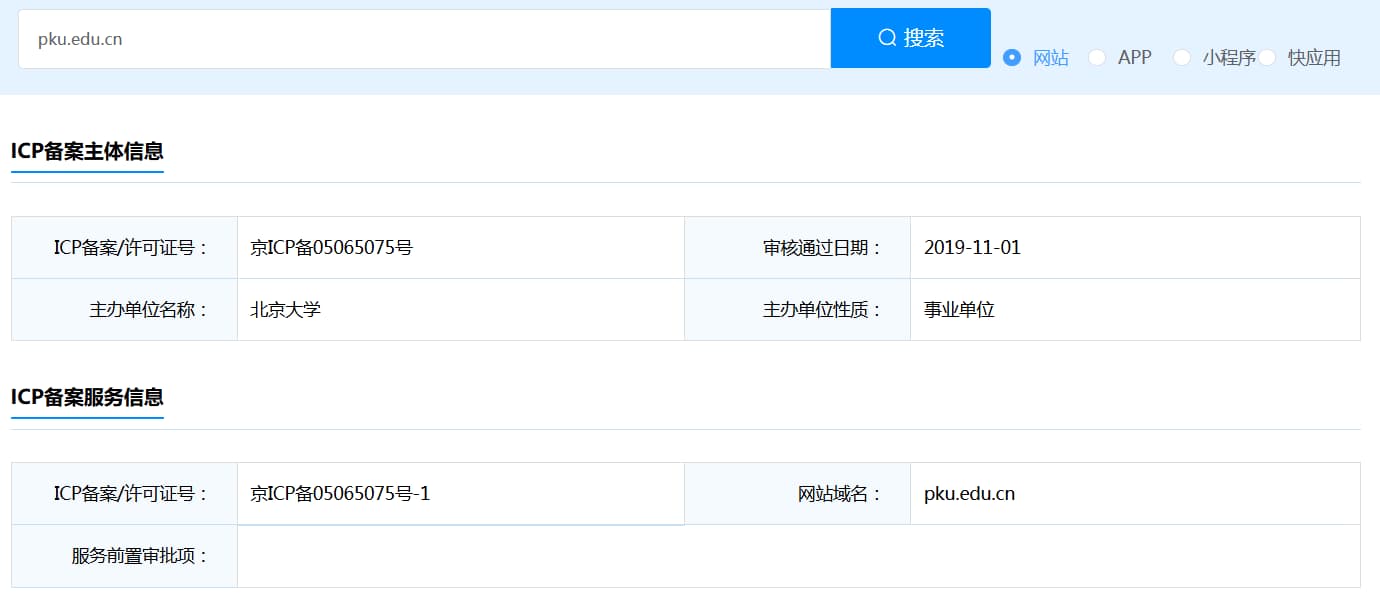 pku.edu.cn 搜索 网站 APP 小程序 快应用
ICP备案主体信息
ICP备案/许可证号： 京ICP备05065075号 审核通过日期： 2019-11-01
主办单位名称： 北京大学 主办单位性质： 事业单位
ICP备案服务信息
ICP备案/许可证号： 京ICP备05065075号-1 网站域名： pku.edu.cn
服务前置审批项：